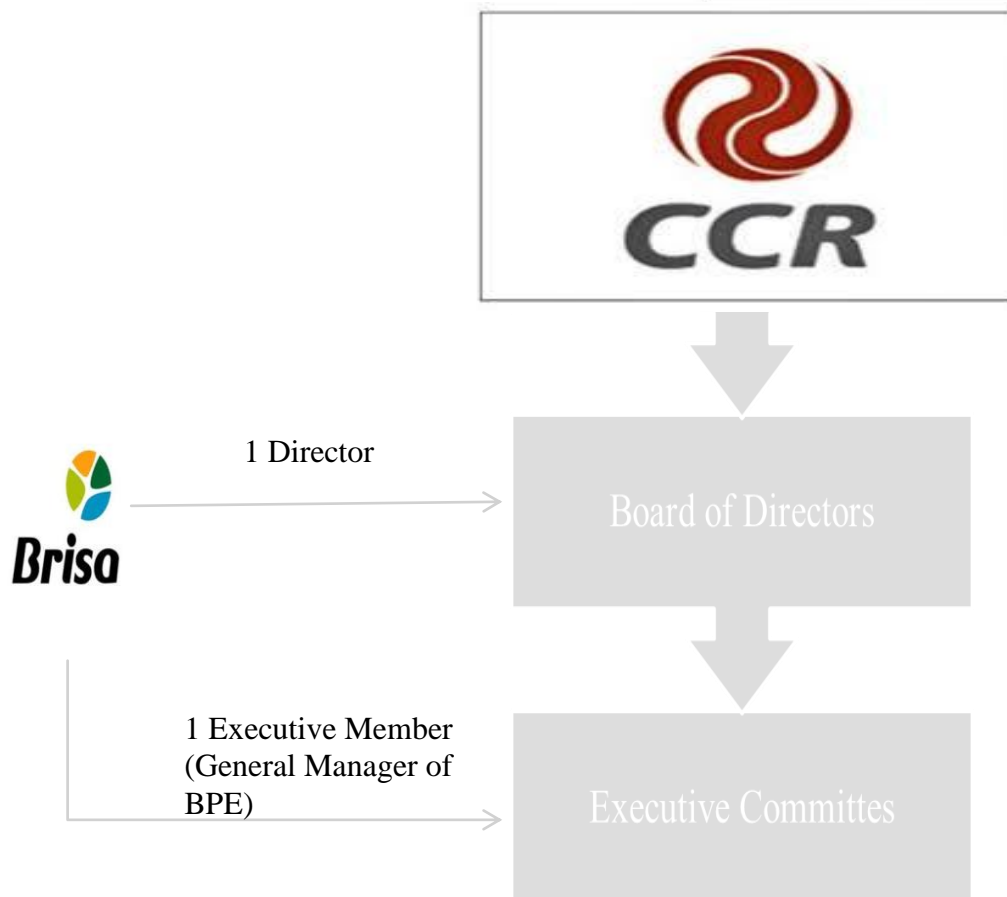 CCR
1 Director
Board of Directors
Brisa
1 Executive Member
(General Manager of
BPE)
Executive Committes